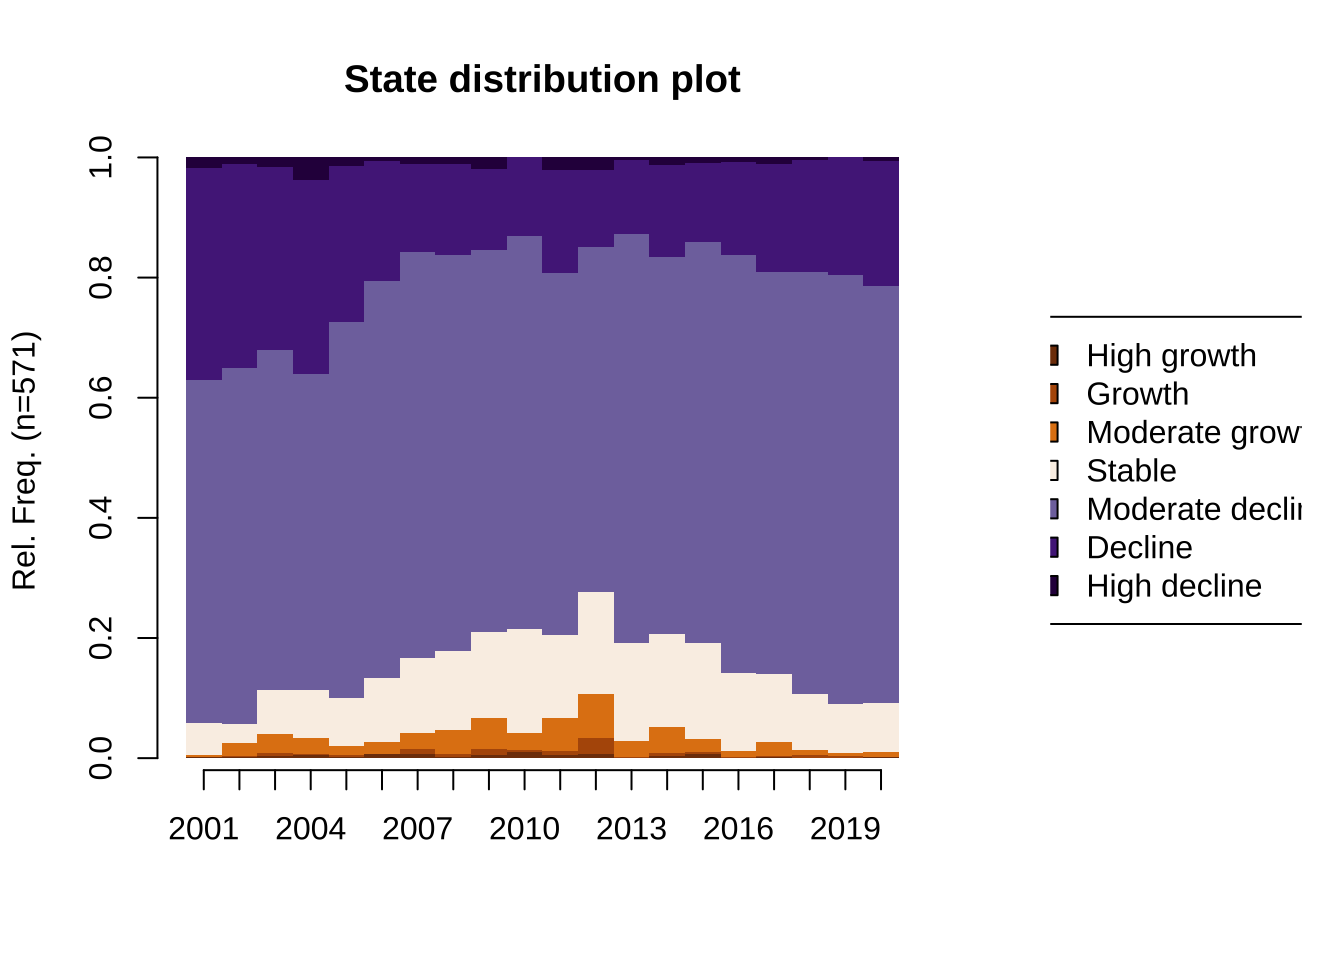 State distribution plot
Rel. Freq. (n=571)
1.0
0.8
0.6
0.4
0.2
0.0
2001 2004 2007 2010 2013 2016 2019
High growth
Growth
Moderate grow
Stable
Moderate declin
Decline
High decline